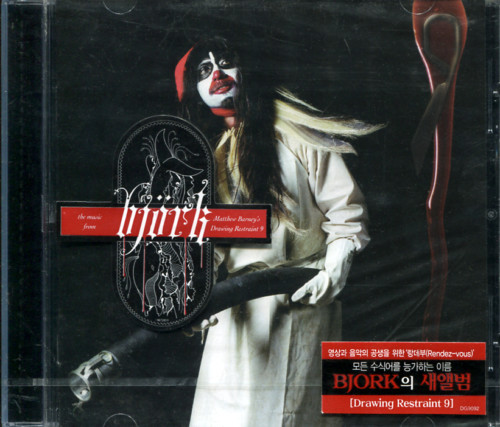 the music
from
björk
Matthew Barney's
Drawing Restraint 9
영상과 음악의 공생을 위한 '랑데부(Rendez-vous)'
모든 수식어를 능가하는 이름
BJORK의 새앨범
[Drawing Restraint 9]